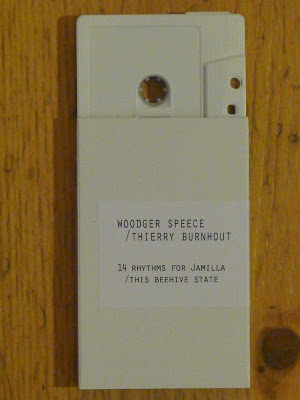 WOODGER SPEECE
/THIERRY BURNHOUT
14 RHYTHMS FOR JAMILLA
/THIS BEEHIVE STATE